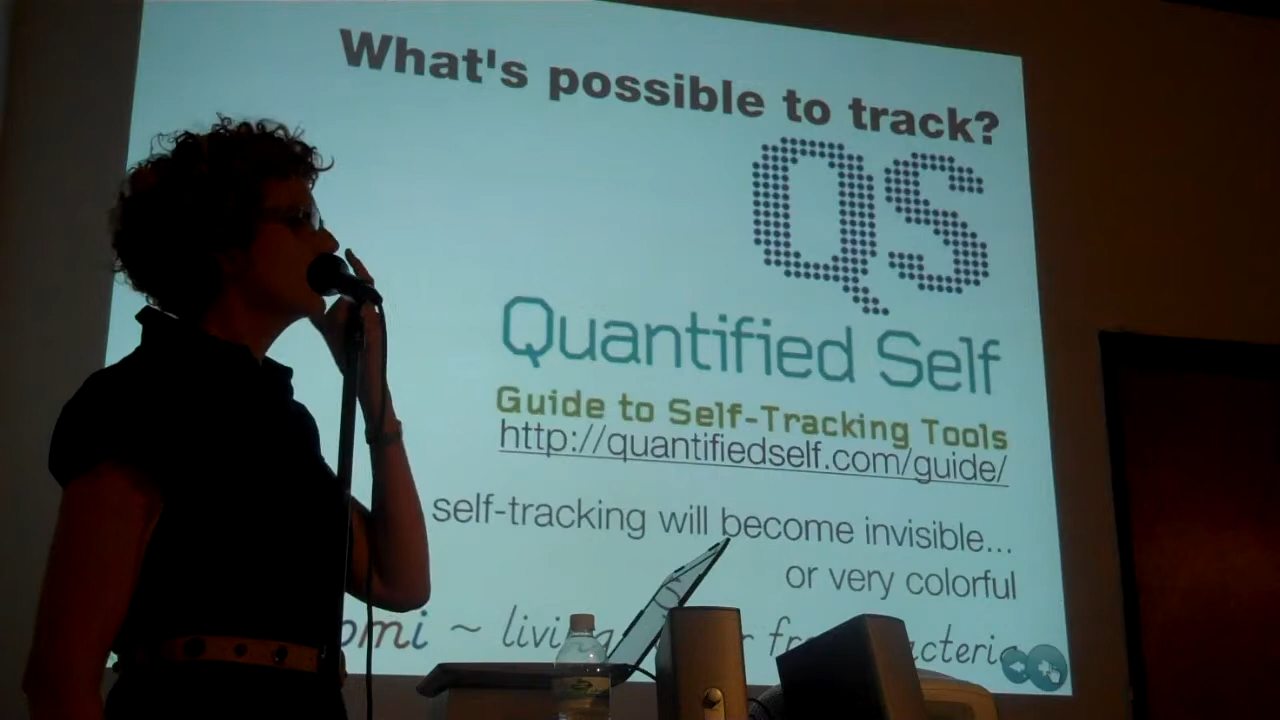 What's possible to track?
QS
Quantified Self
Guide to Self-Tracking Tools
http://quantifiedself.com/guide/
self-tracking will become invisible...
or very colorful
~